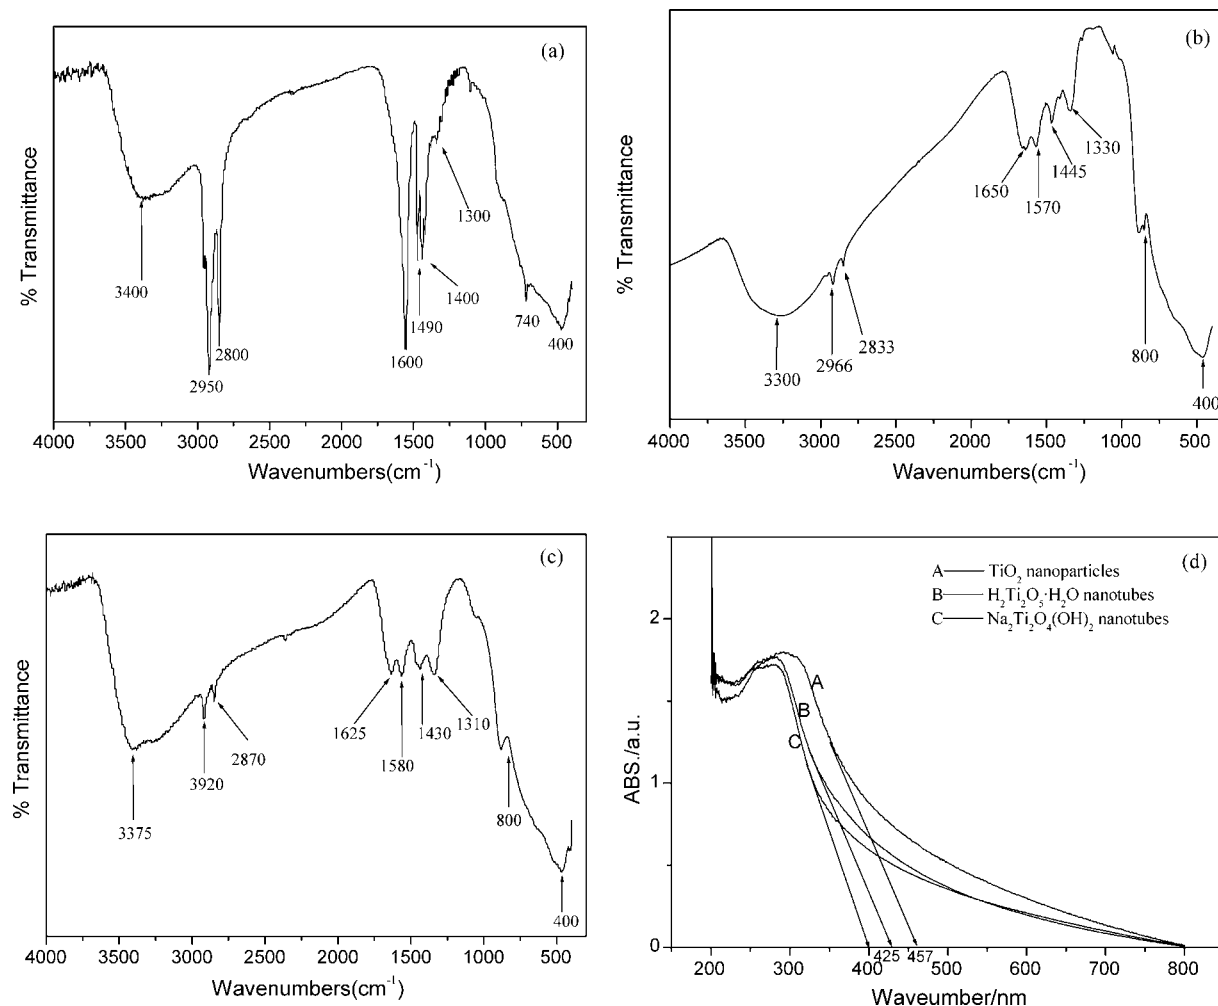 (a)
% Transmittance
3400
2950
2800
1600
1490
1400
1300
740
400
4000 3500 3000 2500 2000 1500 1000 500
Wavenumbers(cm⁻¹)
(b)
% Transmittance
3300
2966
2833
1650
1570
1445
1330
800
400
4000 3500 3000 2500 2000 1500 1000 500
Wavenumbers(cm⁻¹)
(c)
% Transmittance
3375
3920
2870
1625
1580
1430
1310
800
400
4000 3500 3000 2500 2000 1500 1000 500
Wavenumbers(cm⁻¹)
(d)
A TiO₂ nanoparticles
B H₂Ti₂O₅·H₂O nanotubes
C Na₂Ti₂O₄(OH)₂ nanotubes
ABS./a.u.
2
1
0
A
B
C
425 457
200 300 400 500 600 700 800
Waveumber/nm